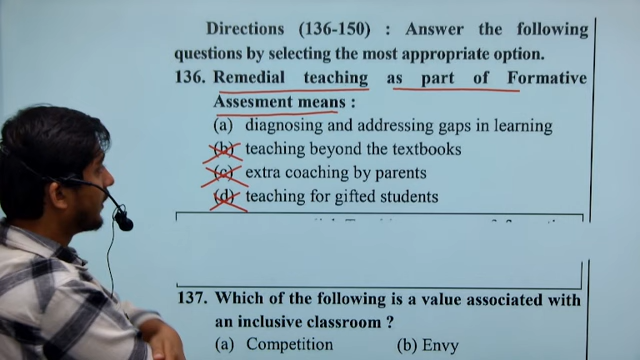 Directions (136-150) : Answer the following
questions by selecting the most appropriate option.
136. Remedial teaching as part of Formative
Assesment means :
(a) diagnosing and addressing gaps in learning
(b) teaching beyond the textbooks
(c) extra coaching by parents
(d) teaching for gifted students
137. Which of the following is a value associated with
an inclusive classroom ?
(a) Competition (b) Envy